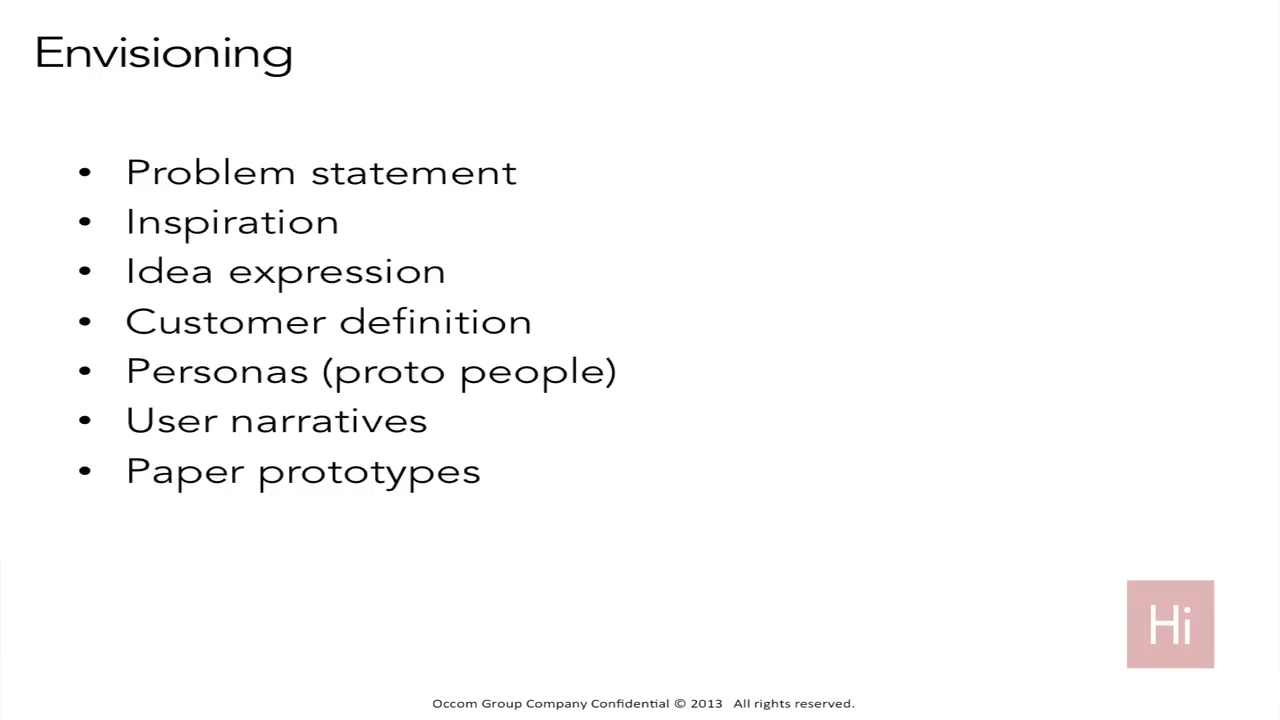 Envisioning
• Problem statement
• Inspiration
• Idea expression
• Customer definition
• Personas (proto people)
• User narratives
• Paper prototypes
Hi
Occom Group Company Confidential © 2013 All rights reserved.